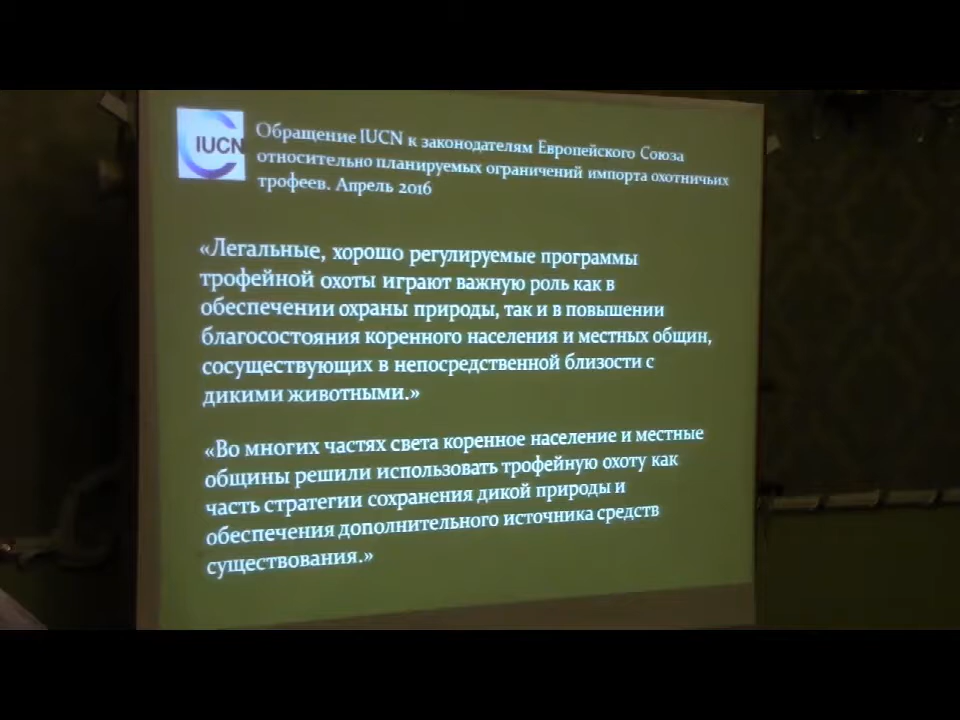 IUCN
Обращение IUCN к законодателям Европейского Союза
относительно планируемых ограничений импорта охотничьих
трофеев. Апрель 2016
«Легальные, хорошо регулируемые программы
трофейной охоты играют важную роль как в
обеспечении охраны природы, так и в повышении
благосостояния коренного населения и местных общин,
сосуществующих в непосредственной близости с
дикими животными.»
«Во многих частях света коренное население и местные
общины решили использовать трофейную охоту как
часть стратегии сохранения дикой природы и
обеспечения дополнительного источника средств
существования.»